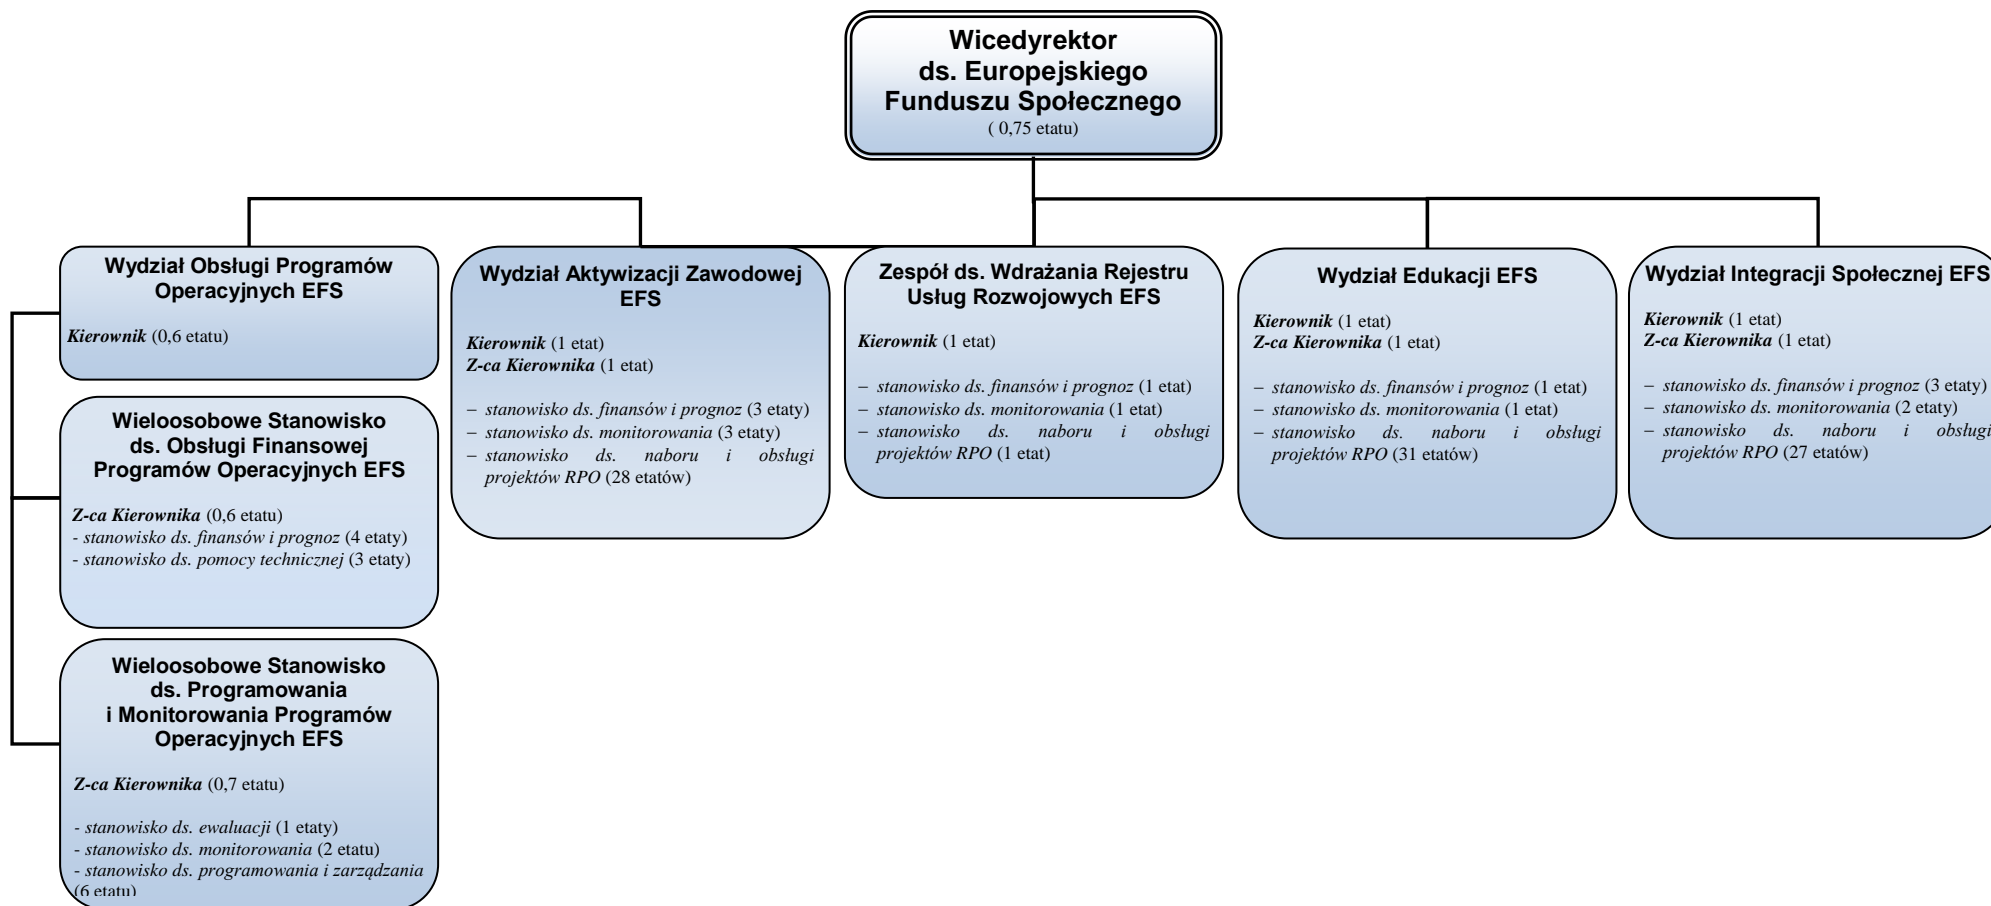 Wicedyrektor
ds. Europejskiego
Funduszu Społecznego
( 0,75 etatu)
Wydział Obsługi Programów
Operacyjnych EFS
Kierownik (0,6 etatu)
Wieloosobowe Stanowisko
ds. Obsługi Finansowej
Programów Operacyjnych EFS
Z-ca Kierownika (0,6 etatu)
- stanowisko ds. finansów i prognoz (4 etaty)
- stanowisko ds. pomocy technicznej (3 etaty)
Wieloosobowe Stanowisko
ds. Programowania
i Monitorowania Programów
Operacyjnych EFS
Z-ca Kierownika (0,7 etatu)
- stanowisko ds. ewaluacji (1 etaty)
- stanowisko ds. monitorowania (2 etatu)
- stanowisko ds. programowania i zarządzania
(6 etatu)
Wydział Aktywizacji Zawodowej
EFS
Kierownik (1 etat)
Z-ca Kierownika (1 etat)
– stanowisko ds. finansów i prognoz (3 etaty)
– stanowisko ds. monitorowania (3 etaty)
– stanowisko ds. naboru i obsługi
projektów RPO (28 etatów)
Zespół ds. Wdrażania Rejestru
Usług Rozwojowych EFS
Kierownik (1 etat)
– stanowisko ds. finansów i prognoz (1 etat)
– stanowisko ds. monitorowania (1 etat)
– stanowisko ds. naboru i obsługi
projektów RPO (1 etat)
Wydział Edukacji EFS
Kierownik (1 etat)
Z-ca Kierownika (1 etat)
– stanowisko ds. finansów i prognoz (1 etat)
– stanowisko ds. monitorowania (1 etat)
– stanowisko ds. naboru i obsługi
projektów RPO (31 etatów)
Wydział Integracji Społecznej EFS
Kierownik (1 etat)
Z-ca Kierownika (1 etat)
– stanowisko ds. finansów i prognoz (3 etaty)
– stanowisko ds. monitorowania (2 etaty)
– stanowisko ds. naboru i obsługi
projektów RPO (27 etatów)